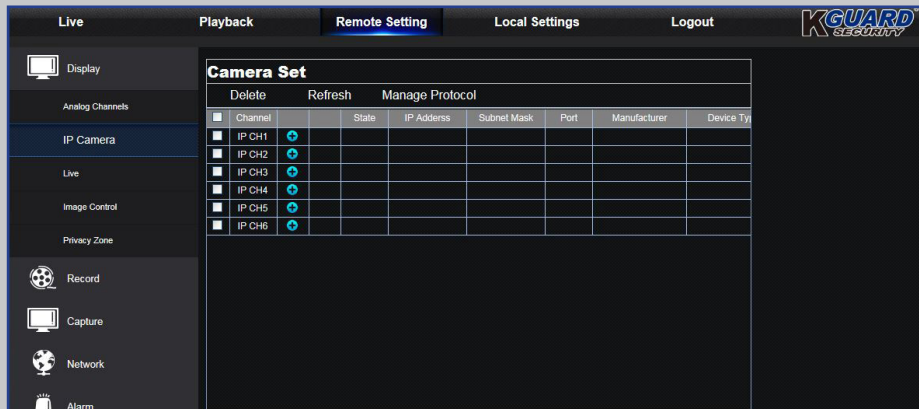 Live Playback Remote Setting Local Settings Logout KGUARD
SECURITY
Display
Analog Channels
IP Camera
Live
Image Control
Privacy Zone
Record
Capture
Network
Alarm
Camera Set
Delete Refresh Manage Protocol
Channel State IP Adderss Subnet Mask Port Manufacturer Device Ty
IP CH1
IP CH2
IP CH3
IP CH4
IP CH5
IP CH6